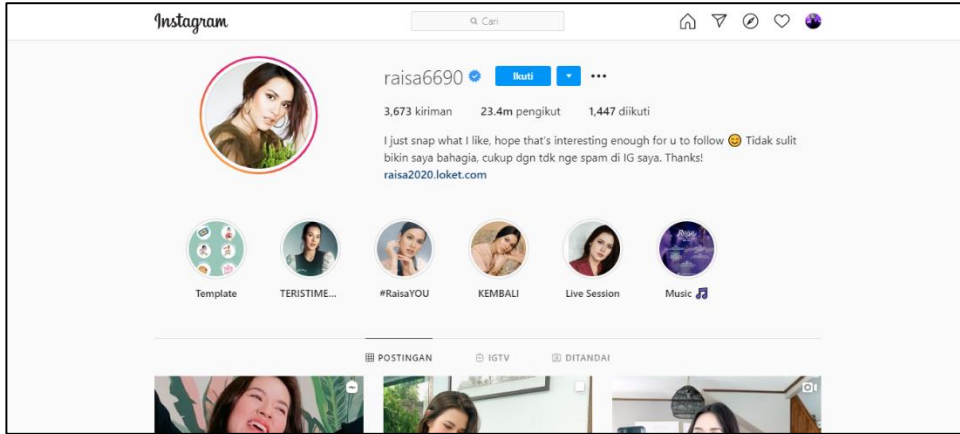 Instagram
Cari
raisa6690
Ikuti
3,673 kiriman 23.4m pengikut 1,447 diikuti
I just snap what I like, hope that's interesting enough for u to follow 😊 Tidak sulit
bikin saya bahagia, cukup dgn tdk nge spam di IG saya. Thanks!
raisa2020.loket.com
Template TERISTIME... #RaisaYOU KEMBALI Live Session Music 🎵
POSTINGAN IGTV DITANDAI